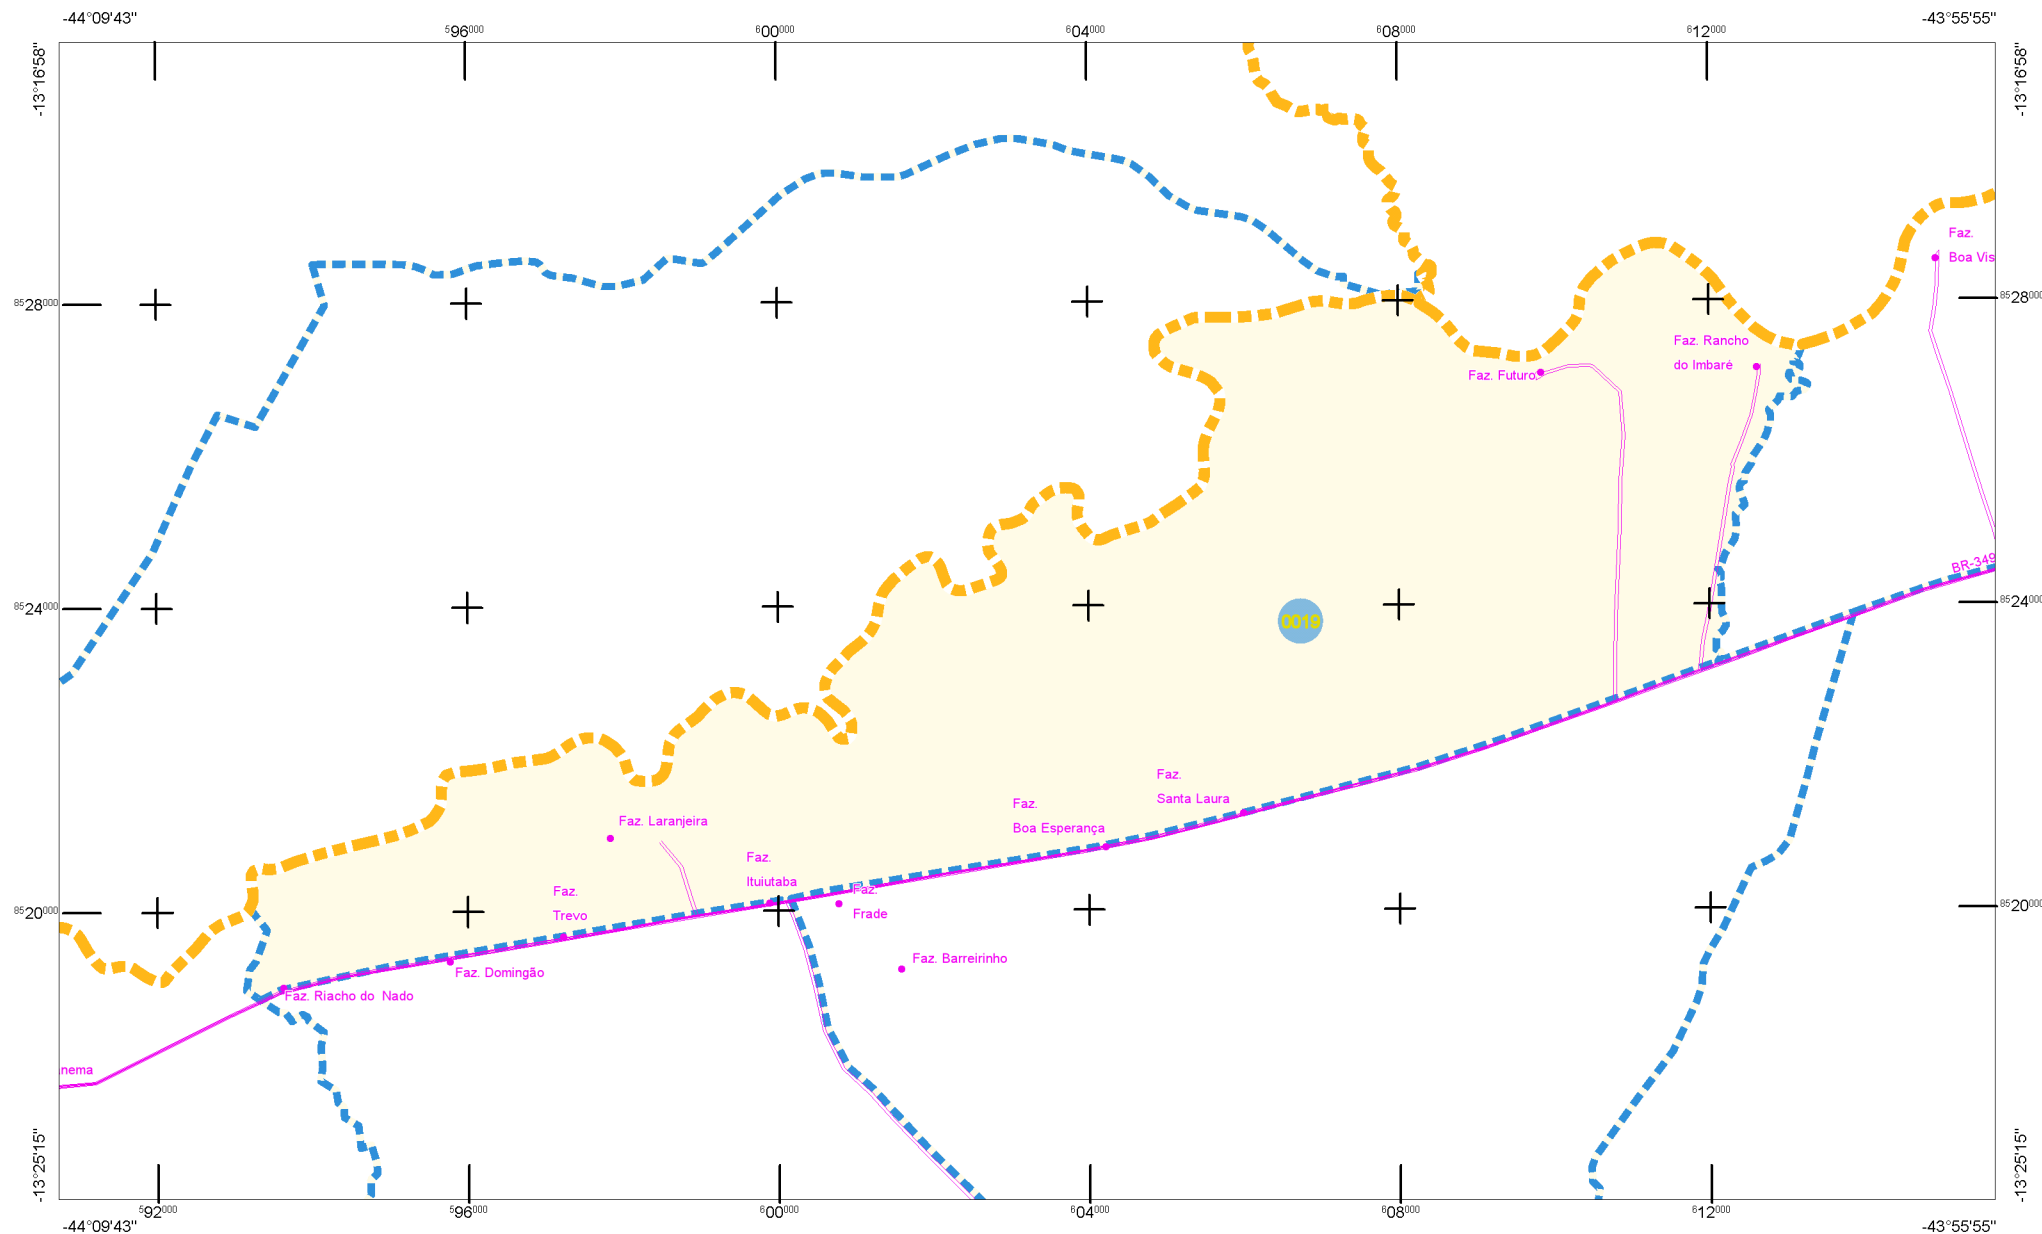 -44°09'43"
-43°55'55"
596000
600000
604000
608000
612000
-13°16'58"
-13°16'58"
Faz.
Boa Vis
8528000
8528000
Faz. Rancho
do Imbaré
Faz. Futuro
BR-349
8524000
8524000
0019
Faz.
Santa Laura
Faz.
Boa Esperança
Faz. Laranjeira
Faz.
Ituiutaba
Faz.
Trevo
Faz.
Frade
8520000
8520000
Faz. Barreirinho
Faz. Domingão
Faz. Riacho do Nado
nema
-13°25'15"
-13°25'15"
592000
596000
600000
604000
608000
612000
-44°09'43"
-43°55'55"